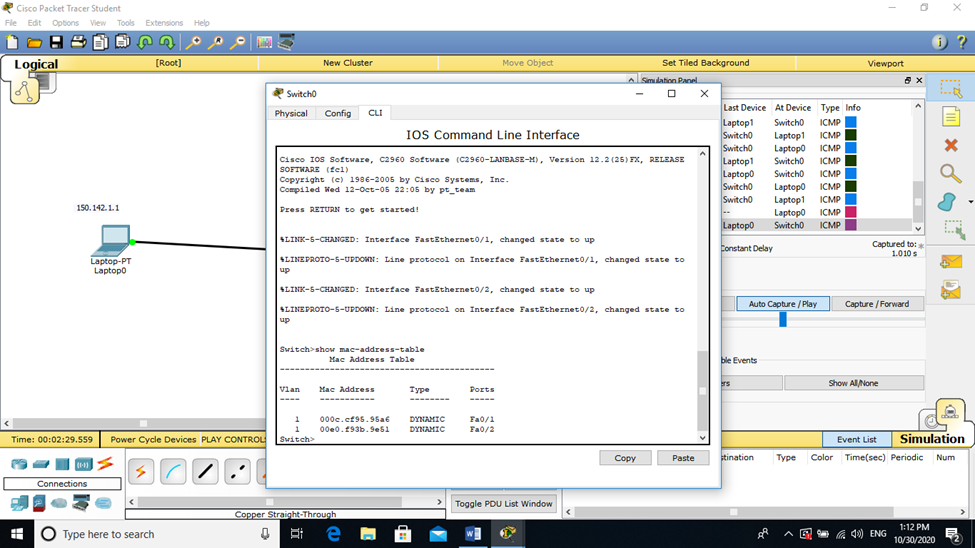 Cisco Packet Tracer Student
File Edit Options View Tools Extensions Help
Logical [Root] New Cluster Move Object Set Tiled Background Viewport
Simulation Panel
Switch0
Physical Config CLI
IOS Command Line Interface
Cisco IOS Software, C2960 Software (C2960-LANBASE-M), Version 12.2(25)FX, RELEASE
SOFTWARE (fc1)
Copyright (c) 1986-2005 by Cisco Systems, Inc.
Compiled Wed 12-Oct-05 22:05 by pt_team
Press RETURN to get started!
%LINK-5-CHANGED: Interface FastEthernet0/1, changed state to up
%LINEPROTO-5-UPDOWN: Line protocol on Interface FastEthernet0/1, changed state to
up
%LINK-5-CHANGED: Interface FastEthernet0/2, changed state to up
%LINEPROTO-5-UPDOWN: Line protocol on Interface FastEthernet0/2, changed state to
up
Switch>show mac-address-table
Mac Address Table
-------------------------------------------
Vlan Mac Address Type Ports
---- ----------- -------- -----
1 000c.cf95.95a6 DYNAMIC Fa0/1
1 00e0.f93b.9e51 DYNAMIC Fa0/2
Switch>
Copy Paste
150.142.1.1
Laptop-PT
Laptop0
Last Device At Device Type Info
Laptop1 Switch0 ICMP
Switch0 Laptop1 ICMP
Switch0 Laptop0 ICMP
Laptop1 Switch0 ICMP
Laptop0 Switch0 ICMP
Switch0 Laptop0 ICMP
Switch0 Laptop1 ICMP
-- Laptop0 ICMP
Laptop0 Switch0 ICMP
Constant Delay Captured to: *
1.010 s
Auto Capture / Play Capture / Forward
ble Events
ers Show All/None
Time: 00:02:29.559 Power Cycle Devices PLAY CONTROLS
Event List Simulation
Connections
Copper Straight-Through
Toggle PDU List Window
stination Type Color Time(sec) Periodic Num
Type here to search
ENG
1:12 PM
10/30/2020
2